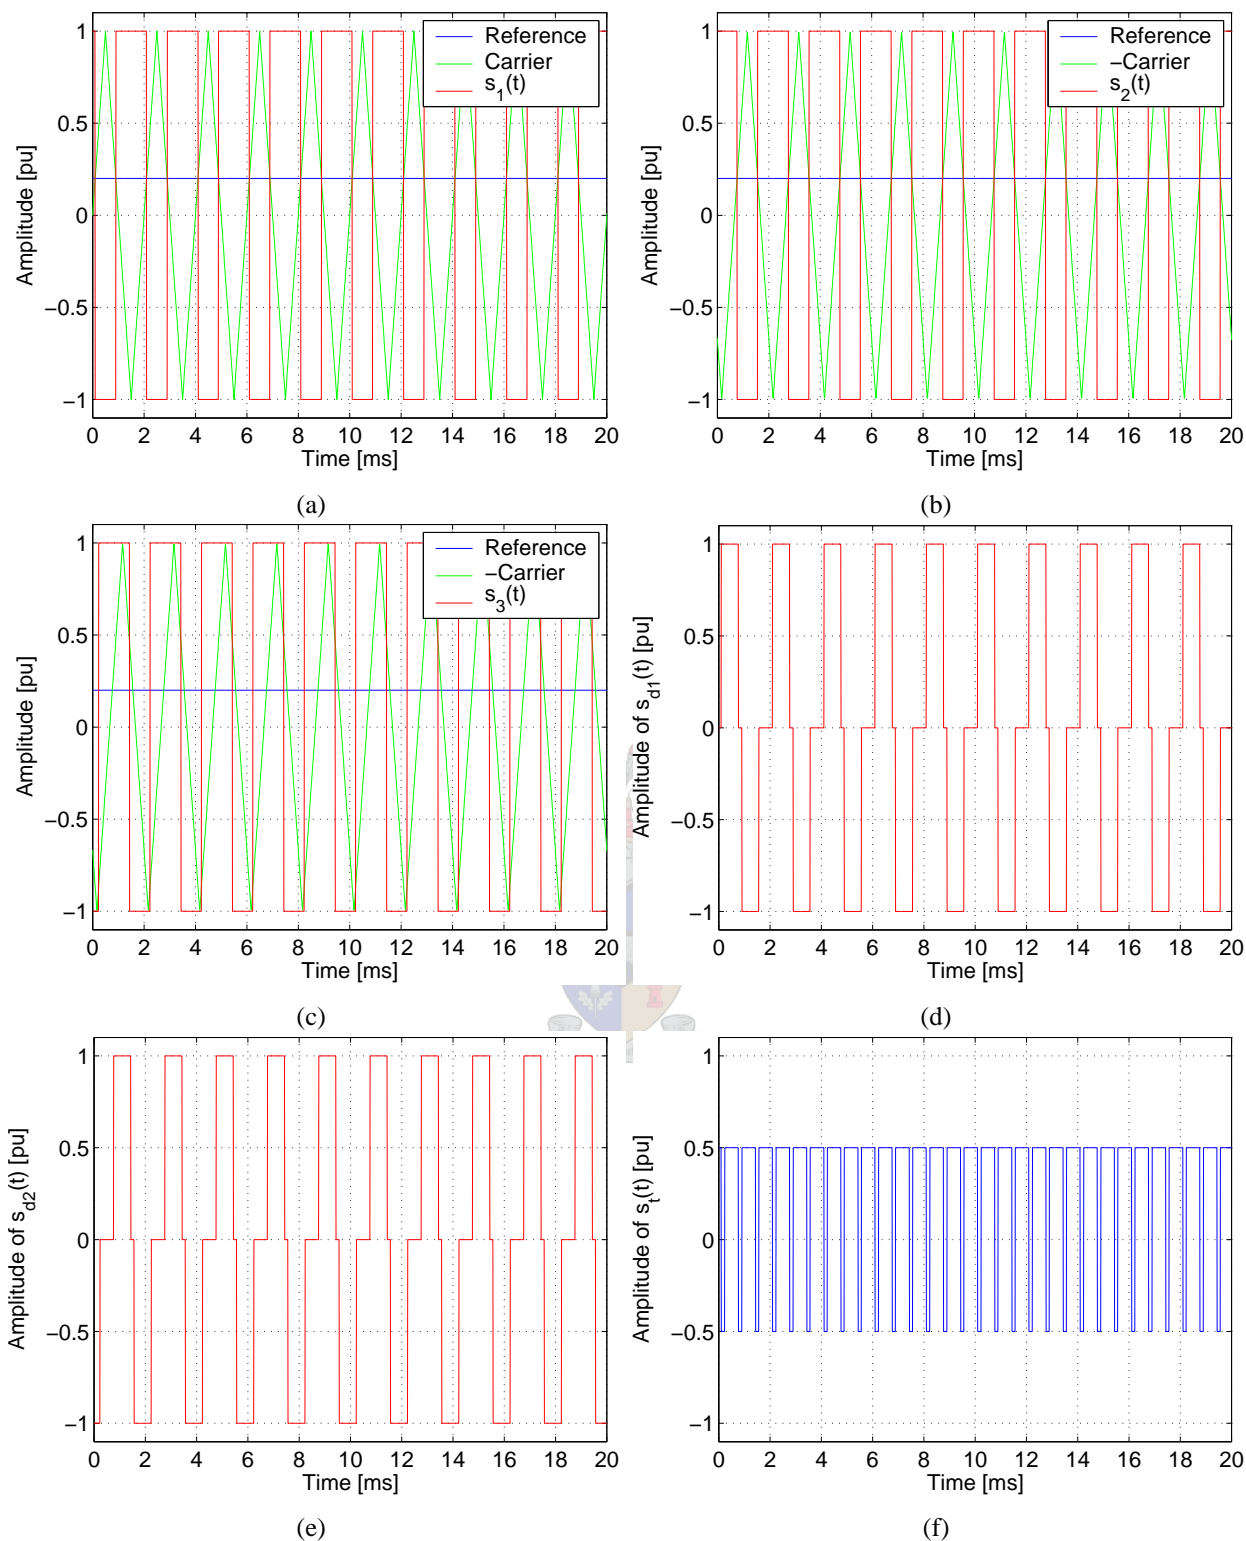 Reference
Carrier
s1(t)
Amplitude [pu]
1
0.5
0
−0.5
−1
0 2 4 6 8 10 12 14 16 18 20
Time [ms]
(a)
Reference
−Carrier
s2(t)
Amplitude [pu]
1
0.5
0
−0.5
−1
0 2 4 6 8 10 12 14 16 18 20
Time [ms]
(b)
Reference
−Carrier
s3(t)
Amplitude [pu]
1
0.5
0
−0.5
−1
0 2 4 6 8 10 12 14 16 18 20
Time [ms]
(c)
Amplitude of sd1(t) [pu]
1
0.5
0
−0.5
−1
0 2 4 6 8 10 12 14 16 18 20
Time [ms]
(d)
Amplitude of sd2(t) [pu]
1
0.5
0
−0.5
−1
0 2 4 6 8 10 12 14 16 18 20
Time [ms]
(e)
Amplitude of st(t) [pu]
1
0.5
0
−0.5
−1
0 2 4 6 8 10 12 14 16 18 20
Time [ms]
(f)